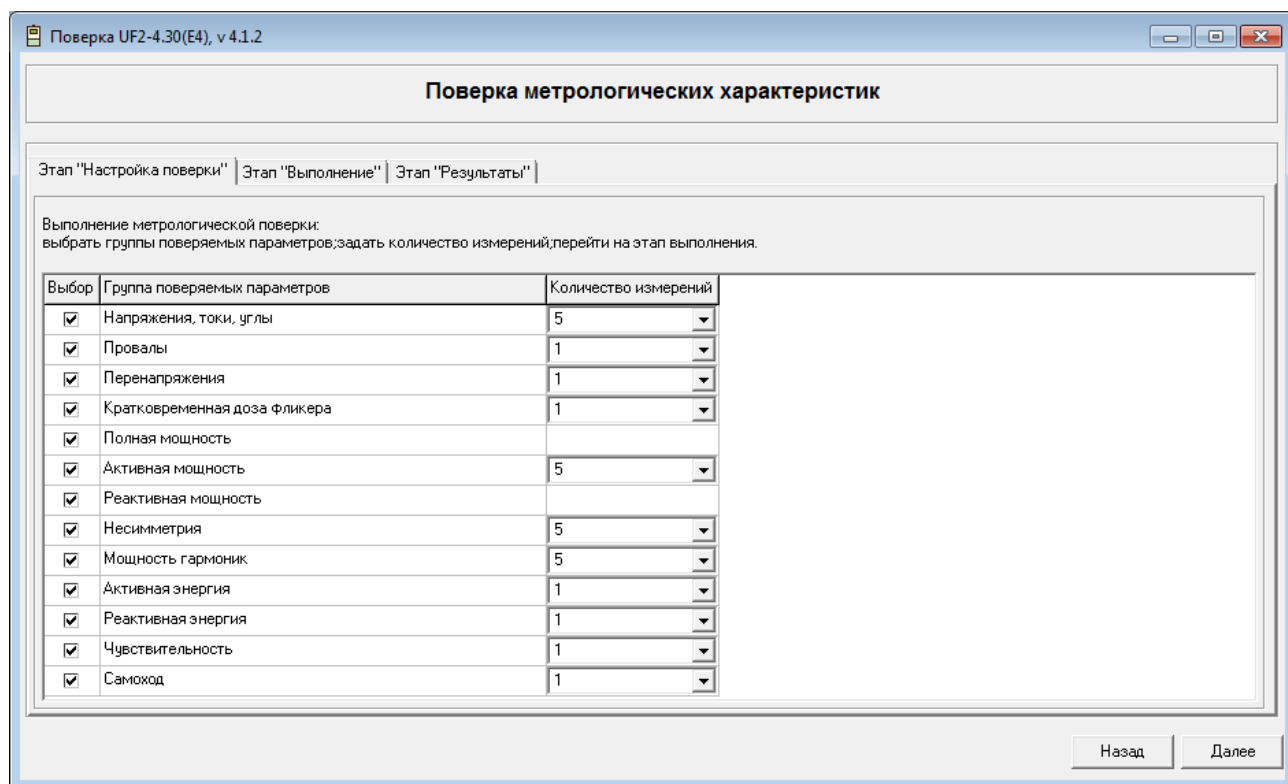 Поверка UF2-4.30(E4), v 4.1.2
Поверка метрологических характеристик
Этап "Настройка поверки" Этап "Выполнение" Этап "Результаты"
Выполнение метрологической поверки:
выбрать группы поверяемых параметров;задать количество измерений;перейти на этап выполнения.
Выбор Группа поверяемых параметров Количество измерений
Напряжения, токи, углы 5
Провалы 1
Перенапряжения 1
Кратковременная доза фликера 1
Полная мощность
Активная мощность 5
Реактивная мощность
Несимметрия 5
Мощность гармоник 5
Активная энергия 1
Реактивная энергия 1
Чувствительность 1
Самоход 1
Назад Далее